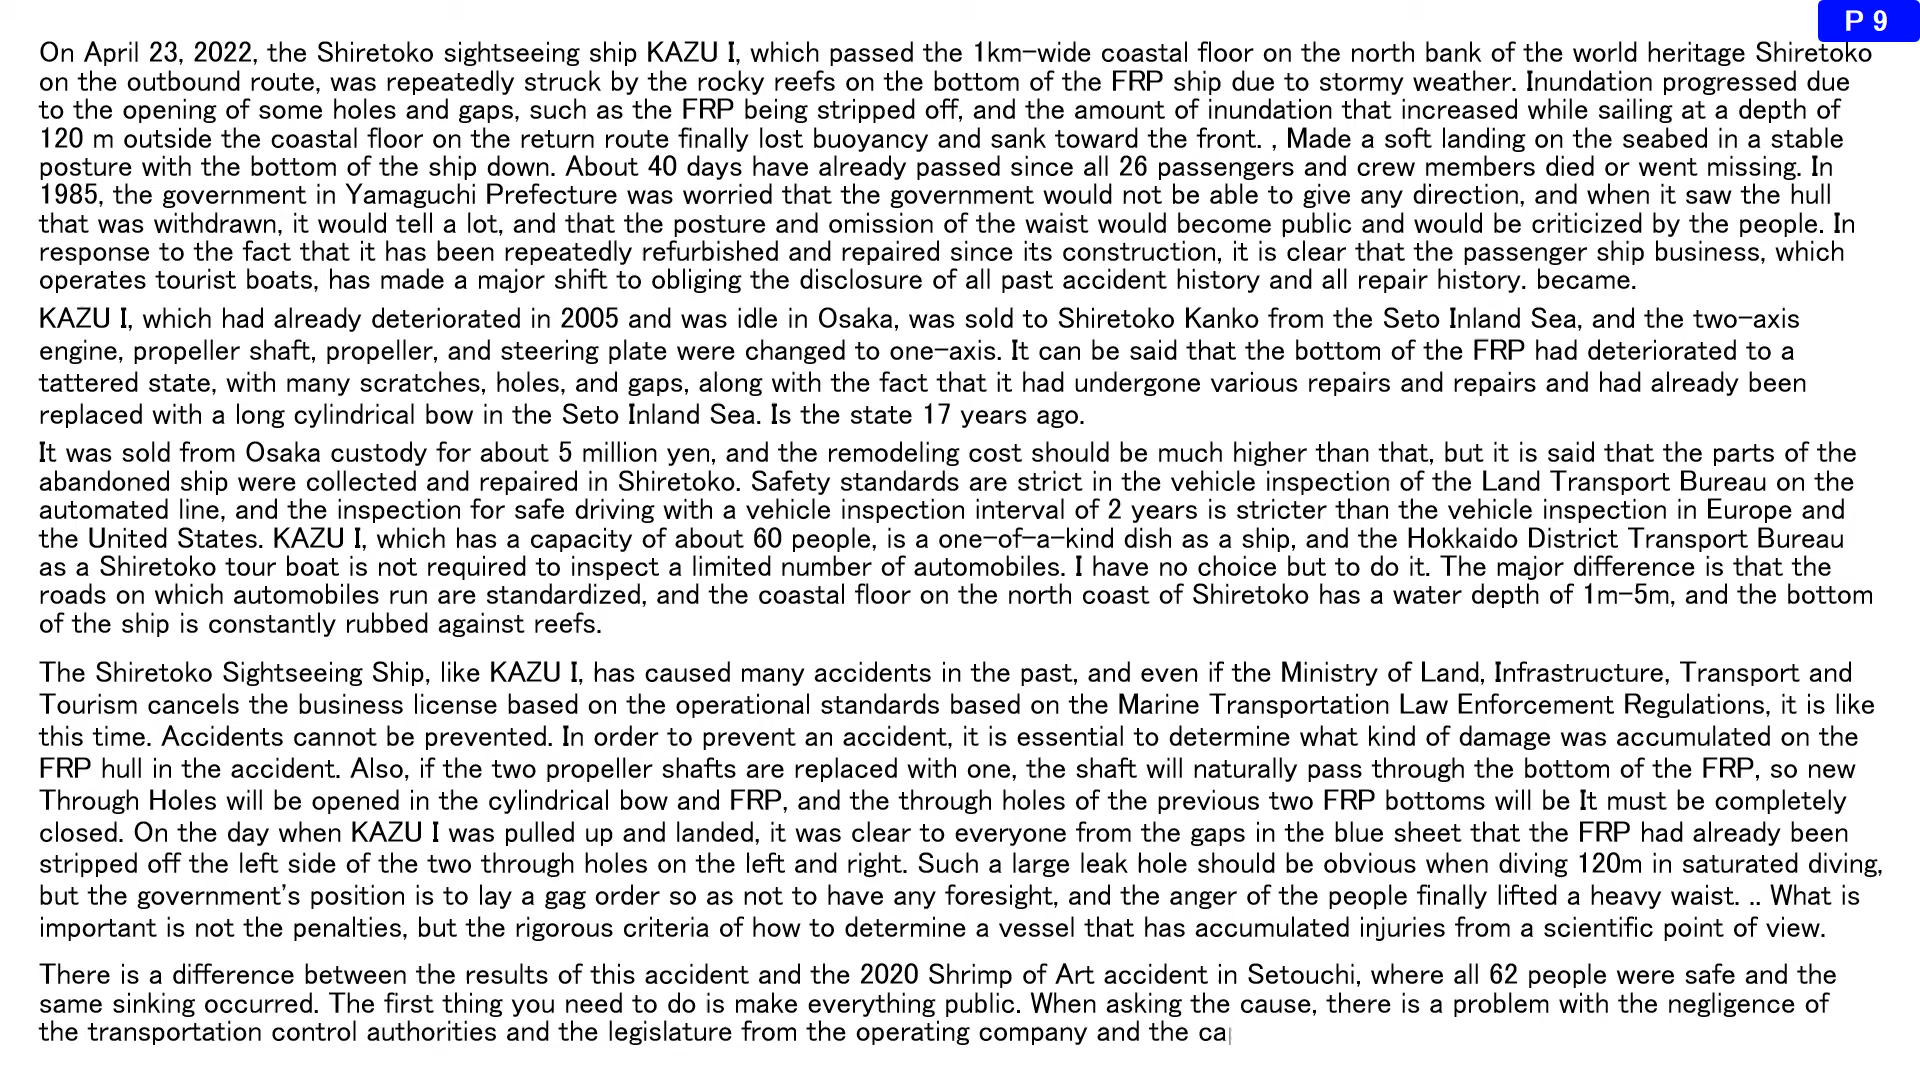 P 9
On April 23, 2022, the Shiretoko sightseeing ship KAZU I, which passed the 1km-wide coastal floor on the north bank of the world heritage Shiretoko
on the outbound route, was repeatedly struck by the rocky reefs on the bottom of the FRP ship due to stormy weather. Inundation progressed due
to the opening of some holes and gaps, such as the FRP being stripped off, and the amount of inundation that increased while sailing at a depth of
120 m outside the coastal floor on the return route finally lost buoyancy and sank toward the front. , Made a soft landing on the seabed in a stable
posture with the bottom of the ship down. About 40 days have already passed since all 26 passengers and crew members died or went missing. In
1985, the government in Yamaguchi Prefecture was worried that the government would not be able to give any direction, and when it saw the hull
that was withdrawn, it would tell a lot, and that the posture and omission of the waist would become public and would be criticized by the people. In
response to the fact that it has been repeatedly refurbished and repaired since its construction, it is clear that the passenger ship business, which
operates tourist boats, has made a major shift to obliging the disclosure of all past accident history and all repair history. became.
KAZU I, which had already deteriorated in 2005 and was idle in Osaka, was sold to Shiretoko Kanko from the Seto Inland Sea, and the two-axis
engine, propeller shaft, propeller, and steering plate were changed to one-axis. It can be said that the bottom of the FRP had deteriorated to a
tattered state, with many scratches, holes, and gaps, along with the fact that it had undergone various repairs and repairs and had already been
replaced with a long cylindrical bow in the Seto Inland Sea. Is the state 17 years ago.
It was sold from Osaka custody for about 5 million yen, and the remodeling cost should be much higher than that, but it is said that the parts of the
abandoned ship were collected and repaired in Shiretoko. Safety standards are strict in the vehicle inspection of the Land Transport Bureau on the
automated line, and the inspection for safe driving with a vehicle inspection interval of 2 years is stricter than the vehicle inspection in Europe and
the United States. KAZU I, which has a capacity of about 60 people, is a one-of-a-kind dish as a ship, and the Hokkaido District Transport Bureau
as a Shiretoko tour boat is not required to inspect a limited number of automobiles. I have no choice but to do it. The major difference is that the
roads on which automobiles run are standardized, and the coastal floor on the north coast of Shiretoko has a water depth of 1m-5m, and the bottom
of the ship is constantly rubbed against reefs.
The Shiretoko Sightseeing Ship, like KAZU I, has caused many accidents in the past, and even if the Ministry of Land, Infrastructure, Transport and
Tourism cancels the business license based on the operational standards based on the Marine Transportation Law Enforcement Regulations, it is like
this time. Accidents cannot be prevented. In order to prevent an accident, it is essential to determine what kind of damage was accumulated on the
FRP hull in the accident. Also, if the two propeller shafts are replaced with one, the shaft will naturally pass through the bottom of the FRP, so new
Through Holes will be opened in the cylindrical bow and FRP, and the through holes of the previous two FRP bottoms will be It must be completely
closed. On the day when KAZU I was pulled up and landed, it was clear to everyone from the gaps in the blue sheet that the FRP had already been
stripped off the left side of the two through holes on the left and right. Such a large leak hole should be obvious when diving 120m in saturated diving,
but the government's position is to lay a gag order so as not to have any foresight, and the anger of the people finally lifted a heavy waist. .. What is
important is not the penalties, but the rigorous criteria of how to determine a vessel that has accumulated injuries from a scientific point of view.
There is a difference between the results of this accident and the 2020 Shrimp of Art accident in Setouchi, where all 62 people were safe and the
same sinking occurred. The first thing you need to do is make everything public. When asking the cause, there is a problem with the negligence of
the transportation control authorities and the legislature from the operating company and the ca